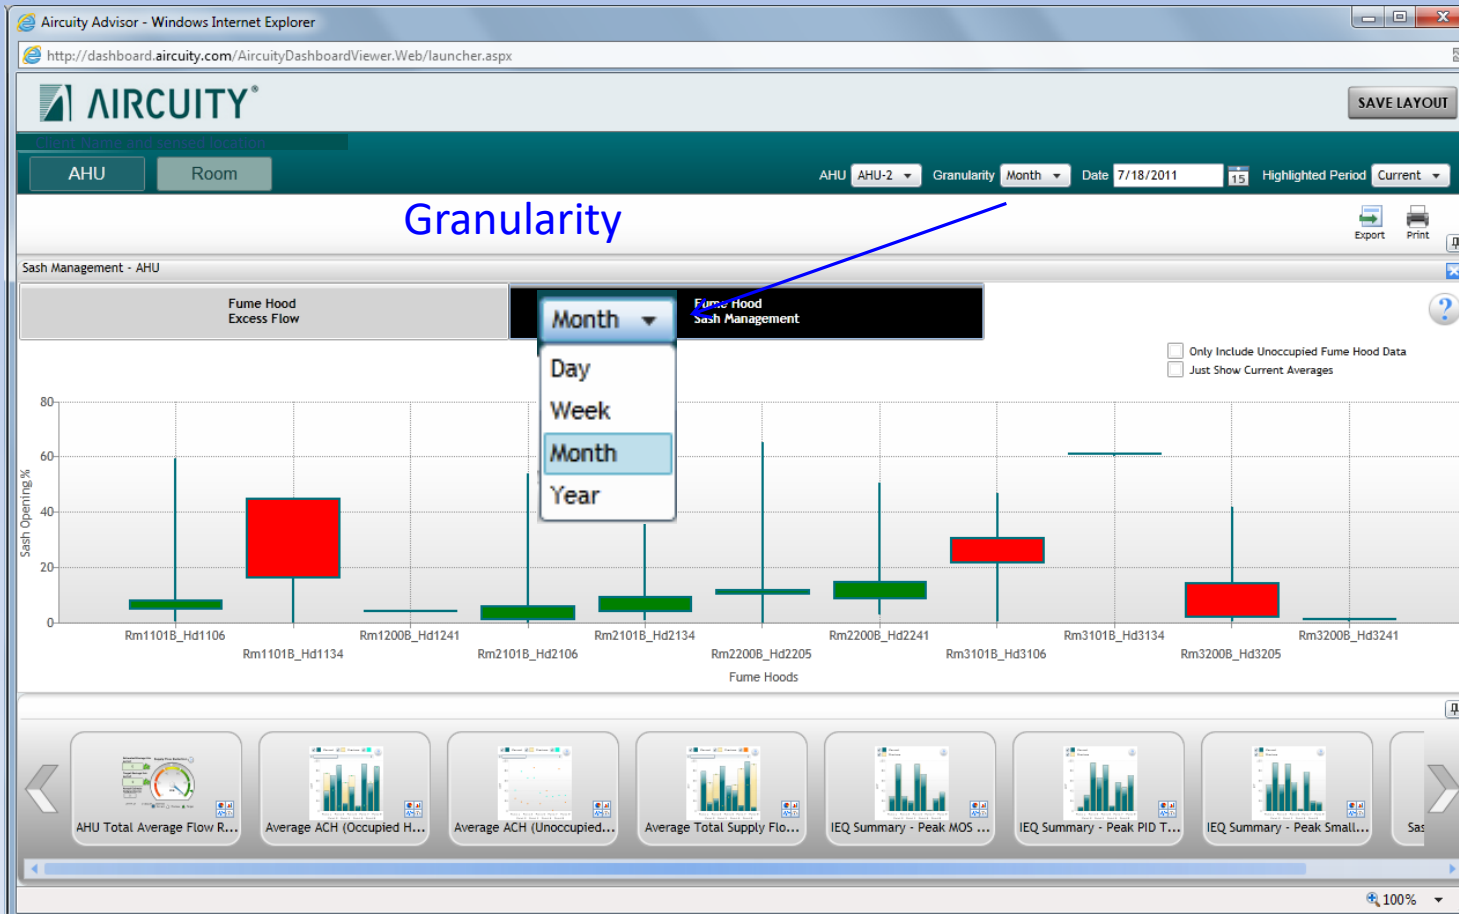 Aircuity Advisor - Windows Internet Explorer
http://dashboard.aircuity.com/AircuityDashboardViewer.Web/launcher.aspx
AIRCUITY®
SAVE LAYOUT
AHU
Room
AHU AHU-2 Granularity Month Date 7/18/2011 15 Highlighted Period Current
Granularity
Export Print
Sash Management - AHU
Fume Hood
Excess Flow
Fume Hood
Sash Management
?
Month
Day
Week
Month
Year
Only Include Unoccupied Fume Hood Data
Just Show Current Averages
Sash Opening %
80
60
40
20
0
Rm1101B_Hd1106
Rm1101B_Hd1134
Rm1200B_Hd1241
Rm2101B_Hd2106
Rm2101B_Hd2134
Rm2200B_Hd2205
Rm2200B_Hd2241
Rm3101B_Hd3106
Rm3101B_Hd3134
Rm3200B_Hd3205
Rm3200B_Hd3241
Fume Hoods
AHU Total Average Flow R...
Average ACH (Occupied H...
Average ACH (Unoccupied...
Average Total Supply Flo...
IEQ Summary - Peak MOS ...
IEQ Summary - Peak PID T...
IEQ Summary - Peak Small...
Sas
100%